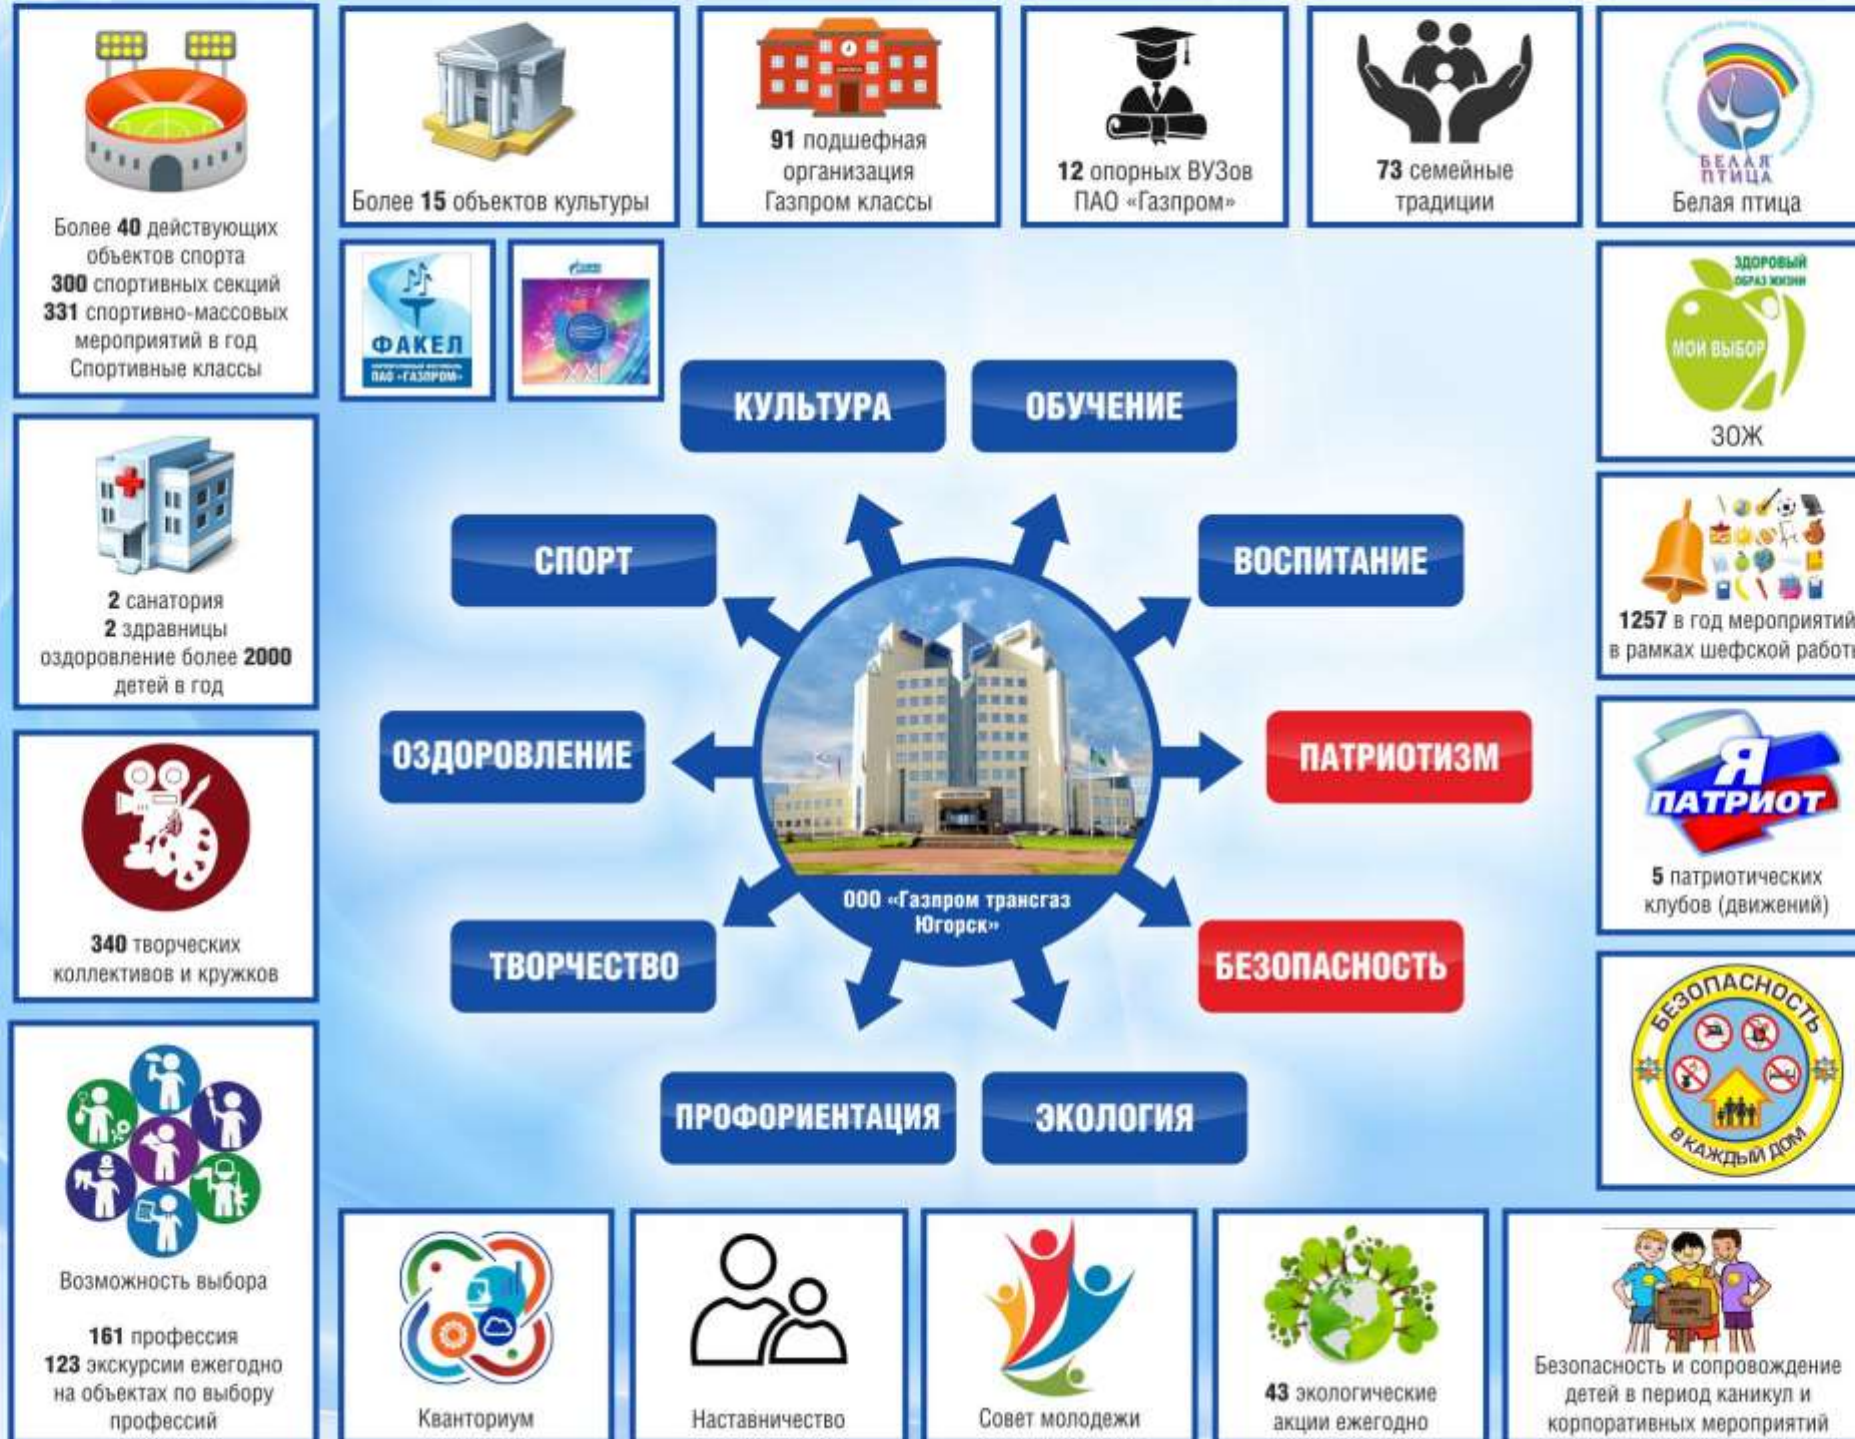 Более 40 действующих
объектов спорта
300 спортивных секций
331 спортивно-массовых
мероприятий в год
Спортивные классы
Более 15 объектов культуры
91 подшефная
организация
Газпром классы
12 опорных ВУЗов
ПАО «Газпром»
73 семейные
традиции
БЕЛАЯ
ПТИЦА
Белая птица
ФАКЕЛ
ПАО «ГАЗПРОМ»
XXI
ЗДОРОВЫЙ
ОБРАЗ ЖИЗНИ
МОЙ ВЫБОР
ЗОЖ
КУЛЬТУРА
ОБУЧЕНИЕ
СПОРТ
ВОСПИТАНИЕ
ОЗДОРОВЛЕНИЕ
ПАТРИОТИЗМ
ТВОРЧЕСТВО
БЕЗОПАСНОСТЬ
ПРОФОРИЕНТАЦИЯ
ЭКОЛОГИЯ
ООО «Газпром трансгаз
Югорск»
2 санатория
2 здравницы
оздоровление более 2000
детей в год
340 творческих
коллективов и кружков
Возможность выбора
161 профессия
123 экскурсии ежегодно
на объектах по выбору
профессий
1257 в год мероприятий
в рамках шефской работы
Я
ПАТРИОТ
5 патриотических
клубов (движений)
БЕЗОПАСНОСТЬ
В КАЖДЫЙ ДОМ
Кванториум
Наставничество
Совет молодежи
43 экологические
акции ежегодно
Безопасность и сопровождение
детей в период каникул и
корпоративных мероприятий